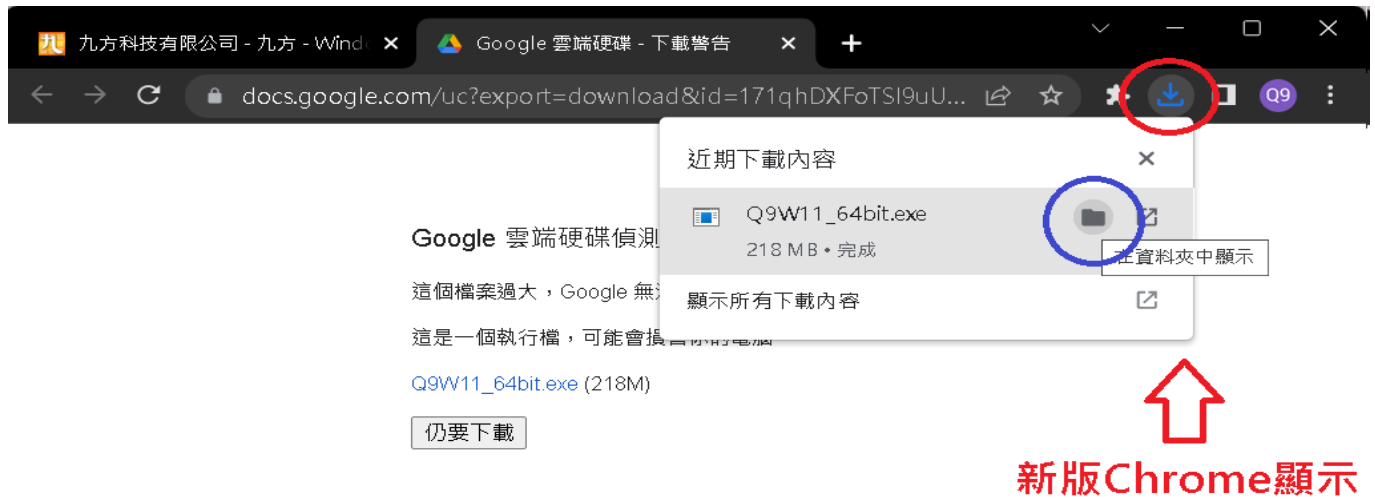 九方科技有限公司 - 九方 - Wind
Google 雲端硬碟 - 下載警告
docs.google.com/uc?export=download&id=171qhDXFoTSI9uU...
Q9
近期下載內容
Q9W11_64bit.exe
218 MB • 完成
在資料夾中顯示
顯示所有下載內容
Google 雲端硬碟偵測
這個檔案過大，Google 無
這是一個執行檔，可能會損害你的電腦
Q9W11_64bit.exe (218M)
仍要下載
新版Chrome顯示